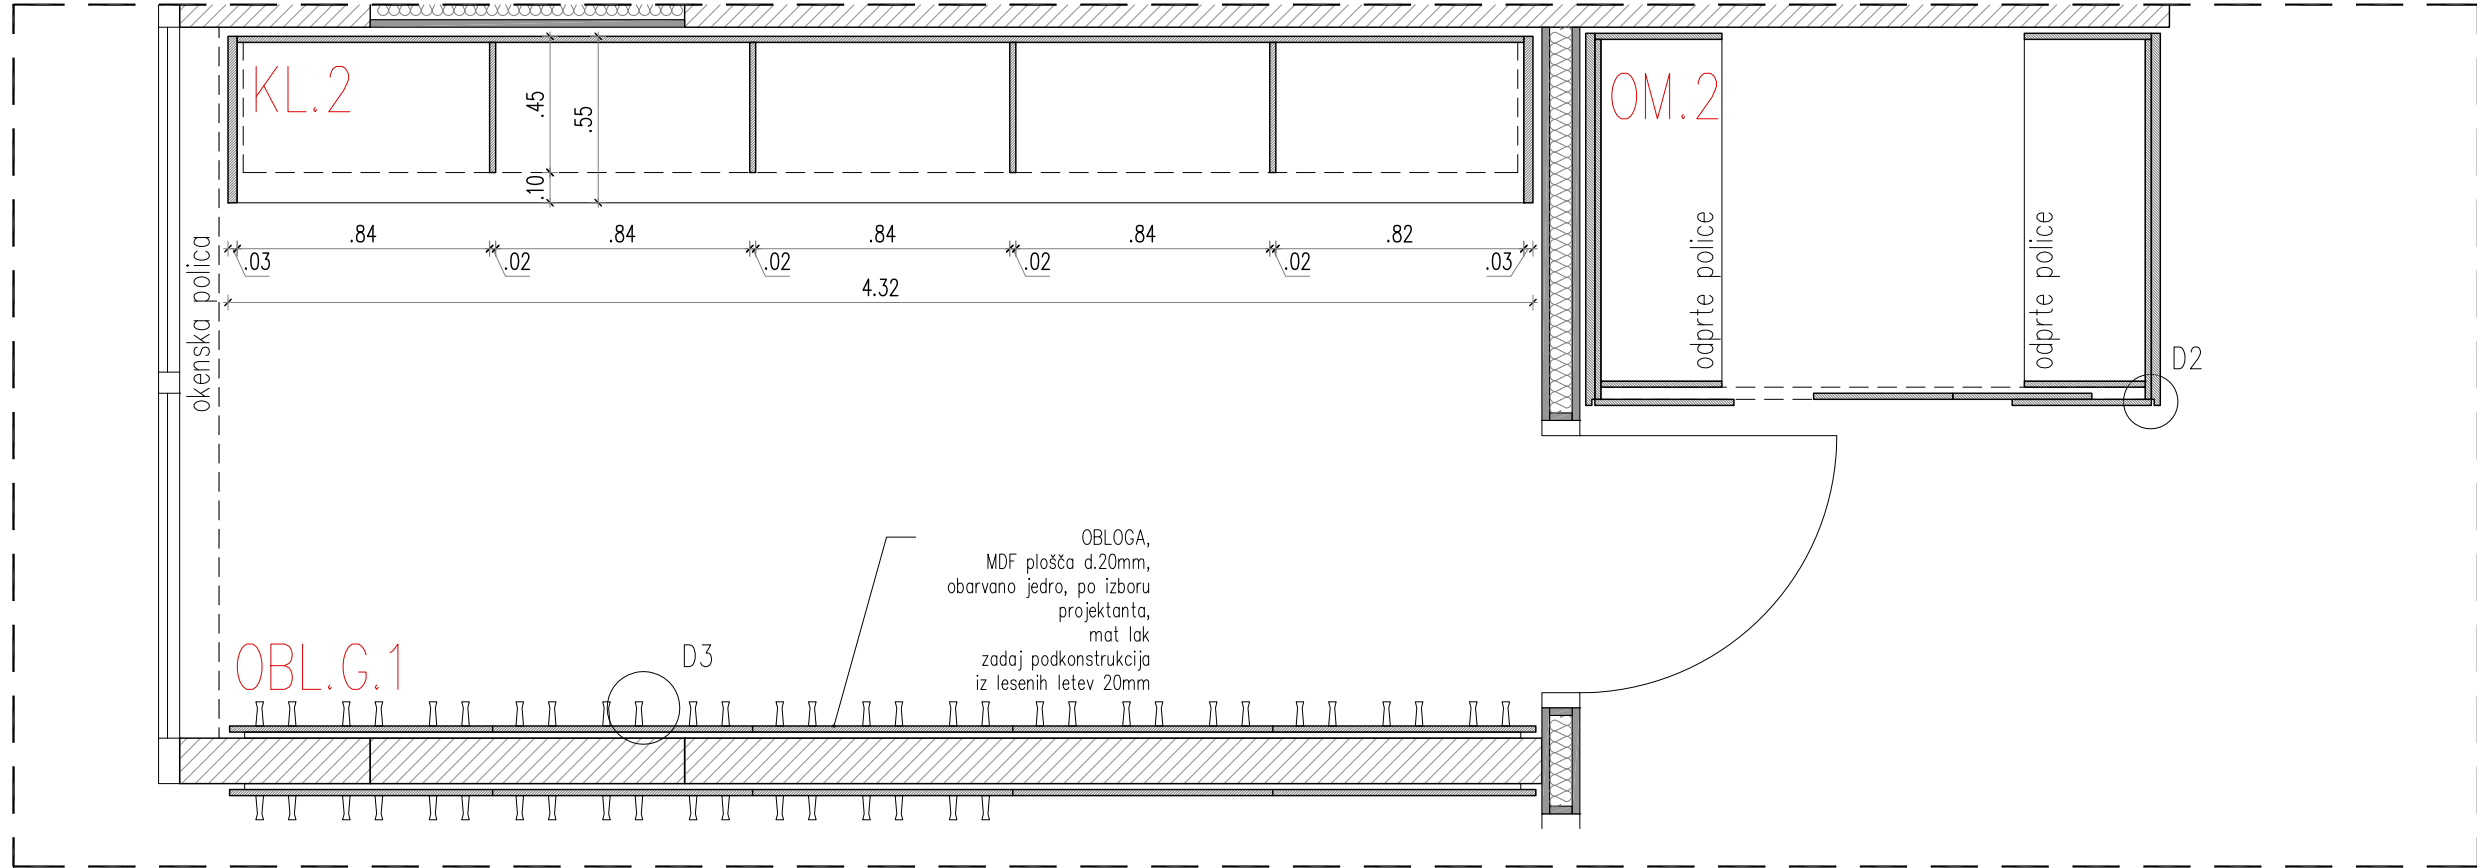 KL.2
OM.2
.45
.55
.10
.84
.84
.84
.84
.82
.03
.02
.02
.02
.02
.03
4.32
okenska polica
odprte police
odprte police
D2
OBLOGA,
MDF plošča d.20mm,
obarvano jedro, po izboru
projektanta,
mat lak
zadaj podkonstrukcija
iz lesenih letev 20mm
OBL.G.1
D3